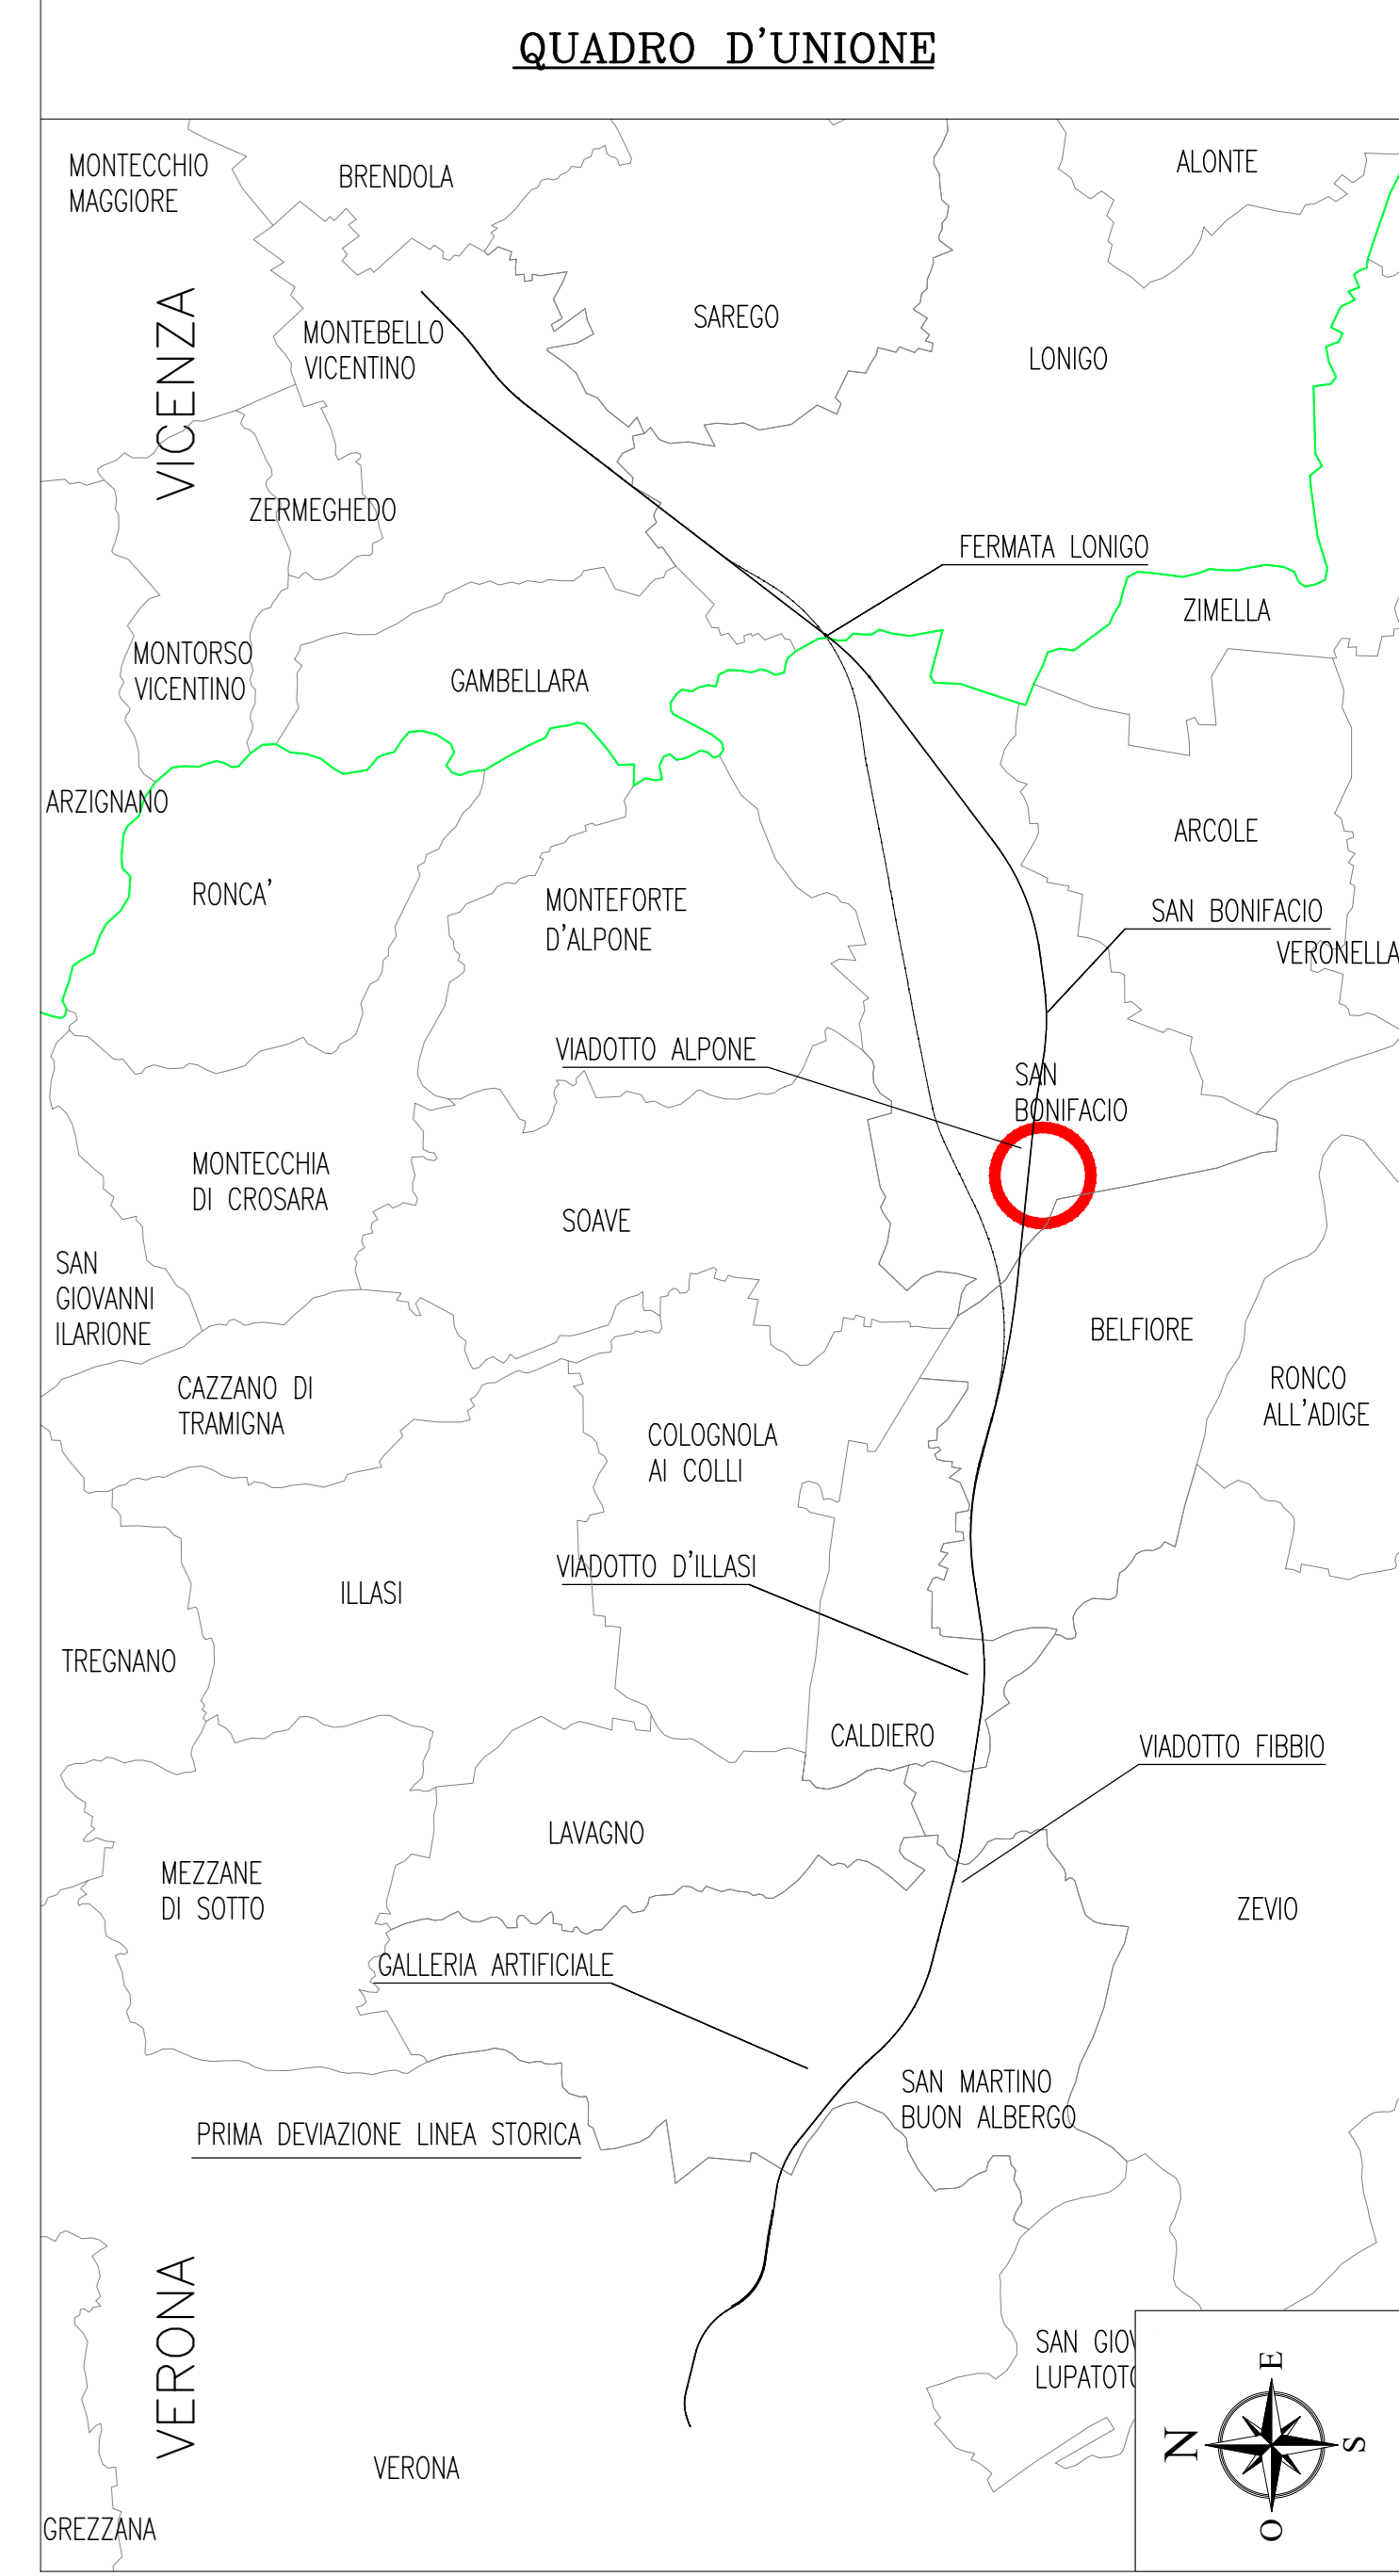 QUADRO D'UNIONE
MONTECCHIO
MAGGIORE
BRENDOLA
ALONTE
VICENZA
MONTEBELLO
VICENTINO
SAREGO
LONIGO
ZERMEGHEDO
FERMATA LONIGO
ZIMELLA
MONTORSO
VICENTINO
GAMBELLARA
ARZIGNANO
ARCOLE
RONCA'
MONTEFORTE
D'ALPONE
SAN BONIFACIO
VERONELLA
VIADOTTO ALPONE
SAN
BONIFACIO
MONTECCHIA
DI CROSARA
SOAVE
SAN
GIOVANNI
ILARIONE
BELFIORE
CAZZANO DI
TRAMIGNA
RONCO
ALL'ADIGE
COLOGNOLA
AI COLLI
VIADOTTO D'ILLASI
ILLASI
TREGNANO
CALDIERO
VIADOTTO FIBBIO
LAVAGNO
MEZZANE
DI SOTTO
ZEVIO
GALLERIA ARTIFICIALE
SAN MARTINO
BUON ALBERGO
PRIMA DEVIAZIONE LINEA STORICA
VERONA
SAN GIOV
LUPATOTO
E
N
S
O
VERONA
GREZZANA